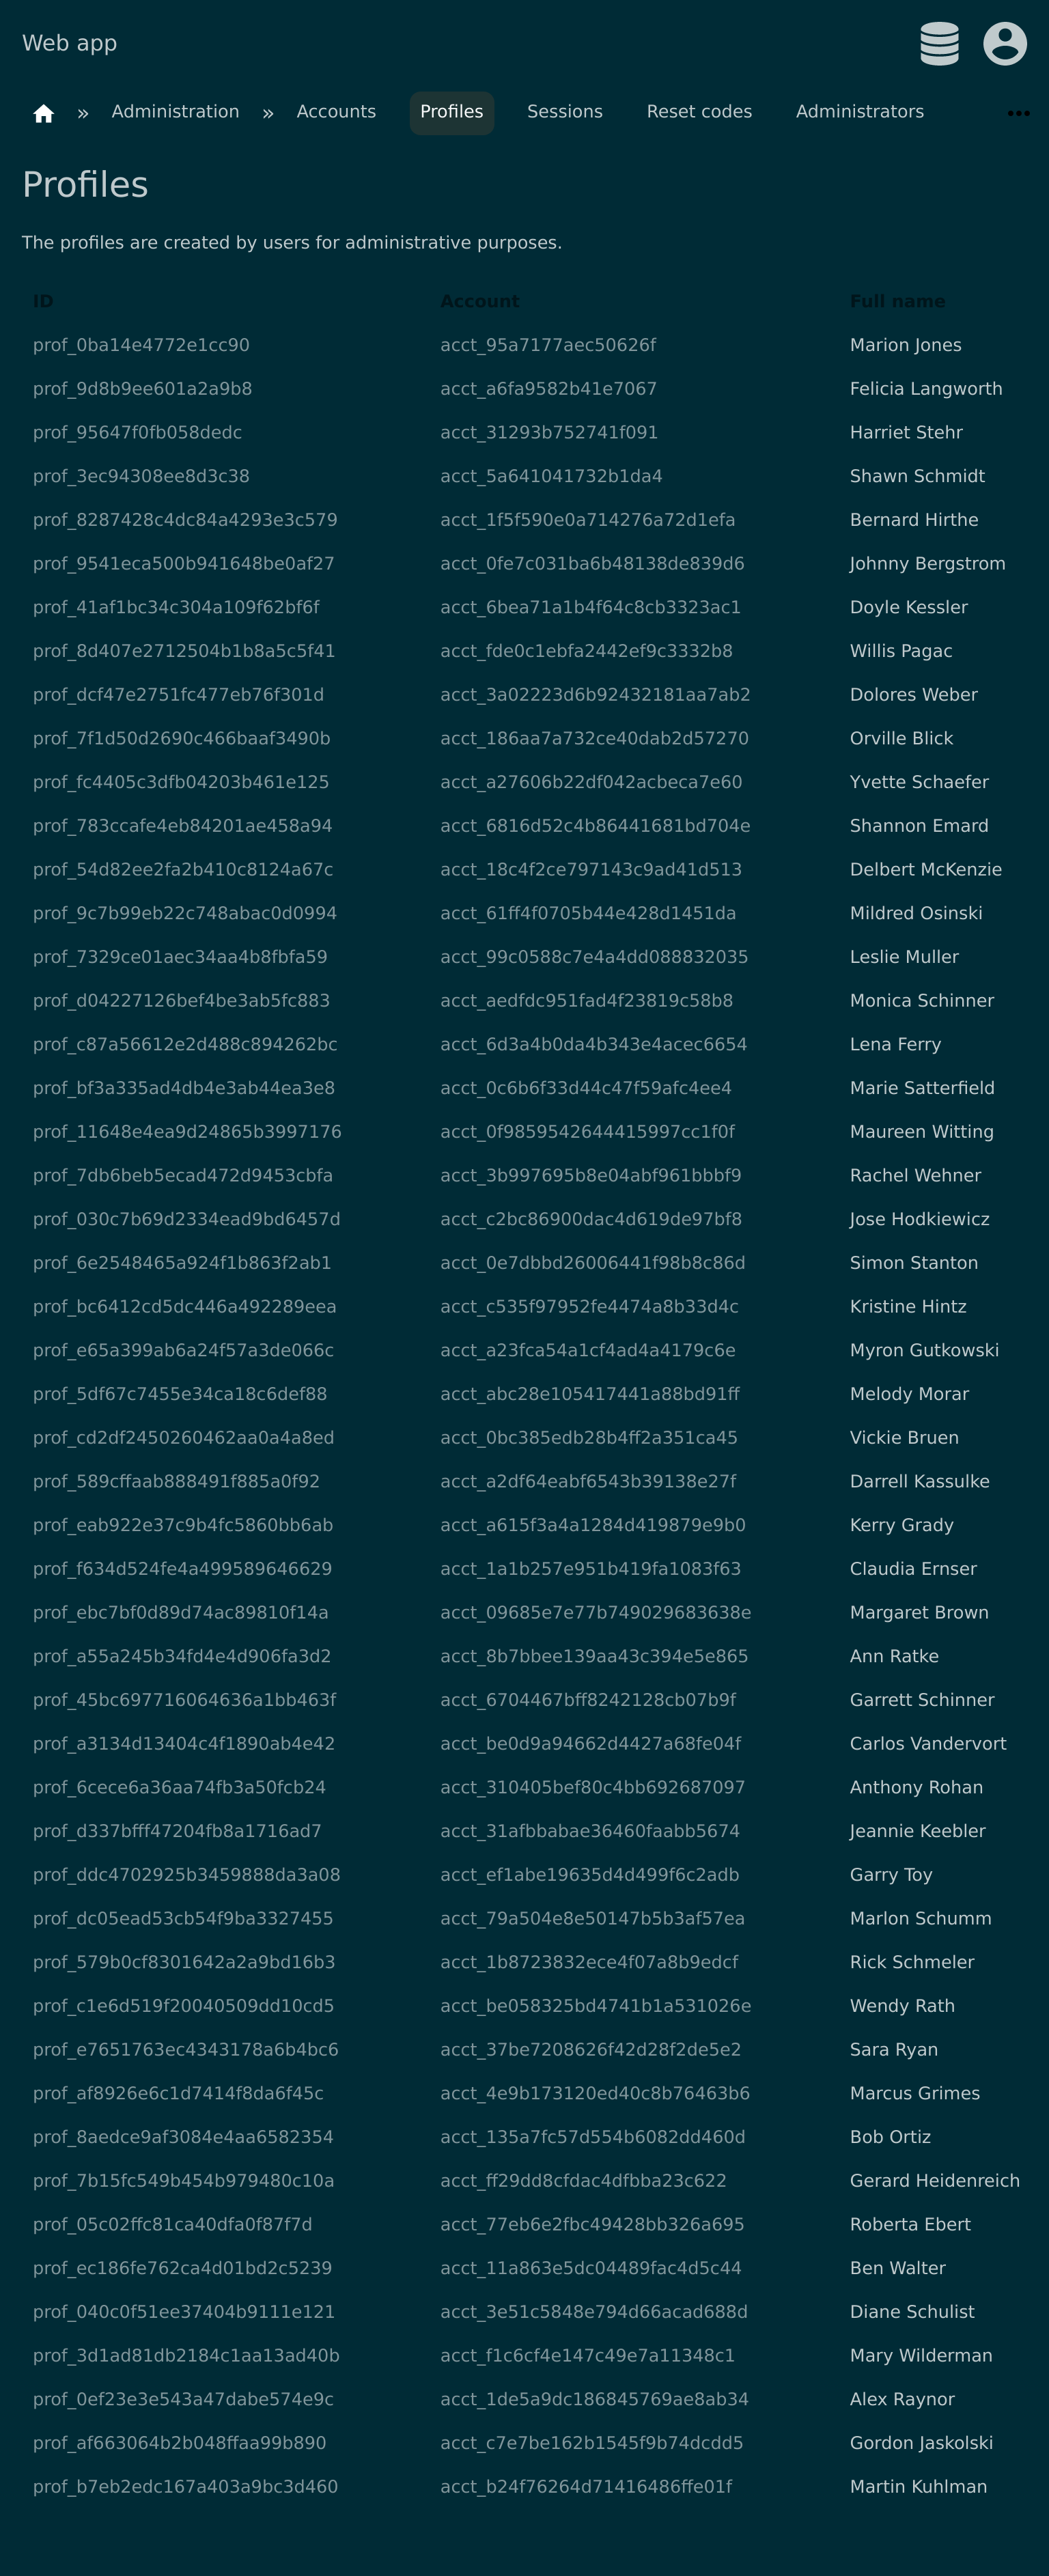 Web app
» Administration » Accounts Profiles Sessions Reset codes Administrators
Profiles
The profiles are created by users for administrative purposes.
ID Account Full name
prof_0ba14e4772e1cc90 acct_95a7177aec50626f Marion Jones
prof_9d8b9ee601a2a9b8 acct_a6fa9582b41e7067 Felicia Langworth
prof_95647f0fb058dedc acct_31293b752741f091 Harriet Stehr
prof_3ec94308ee8d3c38 acct_5a641041732b1da4 Shawn Schmidt
prof_8287428c4dc84a4293e3c579 acct_1f5f590e0a714276a72d1efa Bernard Hirthe
prof_9541eca500b941648be0af27 acct_0fe7c031ba6b48138de839d6 Johnny Bergstrom
prof_41af1bc34c304a109f62bf6f acct_6bea71a1b4f64c8cb3323ac1 Doyle Kessler
prof_8d407e2712504b1b8a5c5f41 acct_fde0c1ebfa2442ef9c3332b8 Willis Pagac
prof_dcf47e2751fc477eb76f301d acct_3a02223d6b92432181aa7ab2 Dolores Weber
prof_7f1d50d2690c466baaf3490b acct_186aa7a732ce40dab2d57270 Orville Blick
prof_fc4405c3dfb04203b461e125 acct_a27606b22df042acbeca7e60 Yvette Schaefer
prof_783ccafe4eb84201ae458a94 acct_6816d52c4b86441681bd704e Shannon Emard
prof_54d82ee2fa2b410c8124a67c acct_18c4f2ce797143c9ad41d513 Delbert McKenzie
prof_9c7b99eb22c748abac0d0994 acct_61ff4f0705b44e428d1451da Mildred Osinski
prof_7329ce01aec34aa4b8fbfa59 acct_99c0588c7e4a4dd088832035 Leslie Muller
prof_d04227126bef4be3ab5fc883 acct_aedfdc951fad4f23819c58b8 Monica Schinner
prof_c87a56612e2d488c894262bc acct_6d3a4b0da4b343e4acec6654 Lena Ferry
prof_bf3a335ad4db4e3ab44ea3e8 acct_0c6b6f33d44c47f59afc4ee4 Marie Satterfield
prof_11648e4ea9d24865b3997176 acct_0f9859542644415997cc1f0f Maureen Witting
prof_7db6beb5ecad472d9453cbfa acct_3b997695b8e04abf961bbbf9 Rachel Wehner
prof_030c7b69d2334ead9bd6457d acct_c2bc86900dac4d619de97bf8 Jose Hodkiewicz
prof_6e2548465a924f1b863f2ab1 acct_0e7dbbd26006441f98b8c86d Simon Stanton
prof_bc6412cd5dc446a492289eea acct_c535f97952fe4474a8b33d4c Kristine Hintz
prof_e65a399ab6a24f57a3de066c acct_a23fca54a1cf4ad4a4179c6e Myron Gutkowski
prof_5df67c7455e34ca18c6def88 acct_abc28e105417441a88bd91ff Melody Morar
prof_cd2df2450260462aa0a4a8ed acct_0bc385edb28b4ff2a351ca45 Vickie Bruen
prof_589cffaab888491f885a0f92 acct_a2df64eabf6543b39138e27f Darrell Kassulke
prof_eab922e37c9b4fc5860bb6ab acct_a615f3a4a1284d419879e9b0 Kerry Grady
prof_f634d524fe4a499589646629 acct_1a1b257e951b419fa1083f63 Claudia Ernser
prof_ebc7bf0d89d74ac89810f14a acct_09685e7e77b749029683638e Margaret Brown
prof_a55a245b34fd4e4d906fa3d2 acct_8b7bbee139aa43c394e5e865 Ann Ratke
prof_45bc697716064636a1bb463f acct_6704467bff8242128cb07b9f Garrett Schinner
prof_a3134d13404c4f1890ab4e42 acct_be0d9a94662d4427a68fe04f Carlos Vandervort
prof_6cece6a36aa74fb3a50fcb24 acct_310405bef80c4bb692687097 Anthony Rohan
prof_d337bfff47204fb8a1716ad7 acct_31afbbabae36460faabb5674 Jeannie Keebler
prof_ddc4702925b3459888da3a08 acct_ef1abe19635d4d499f6c2adb Garry Toy
prof_dc05ead53cb54f9ba3327455 acct_79a504e8e50147b5b3af57ea Marlon Schumm
prof_579b0cf8301642a2a9bd16b3 acct_1b8723832ece4f07a8b9edcf Rick Schmeler
prof_c1e6d519f20040509dd10cd5 acct_be058325bd4741b1a531026e Wendy Rath
prof_e7651763ec4343178a6b4bc6 acct_37be7208626f42d28f2de5e2 Sara Ryan
prof_af8926e6c1d7414f8da6f45c acct_4e9b173120ed40c8b76463b6 Marcus Grimes
prof_8aedce9af3084e4aa6582354 acct_135a7fc57d554b6082dd460d Bob Ortiz
prof_7b15fc549b454b979480c10a acct_ff29dd8cfdac4dfbba23c622 Gerard Heidenreich
prof_05c02ffc81ca40dfa0f87f7d acct_77eb6e2fbc49428bb326a695 Roberta Ebert
prof_ec186fe762ca4d01bd2c5239 acct_11a863e5dc04489fac4d5c44 Ben Walter
prof_040c0f51ee37404b9111e121 acct_3e51c5848e794d66acad688d Diane Schulist
prof_3d1ad81db2184c1aa13ad40b acct_f1c6cf4e147c49e7a11348c1 Mary Wilderman
prof_0ef23e3e543a47dabe574e9c acct_1de5a9dc186845769ae8ab34 Alex Raynor
prof_af663064b2b048ffaa99b890 acct_c7e7be162b1545f9b74dcdd5 Gordon Jaskolski
prof_b7eb2edc167a403a9bc3d460 acct_b24f76264d71416486ffe01f Martin Kuhlman